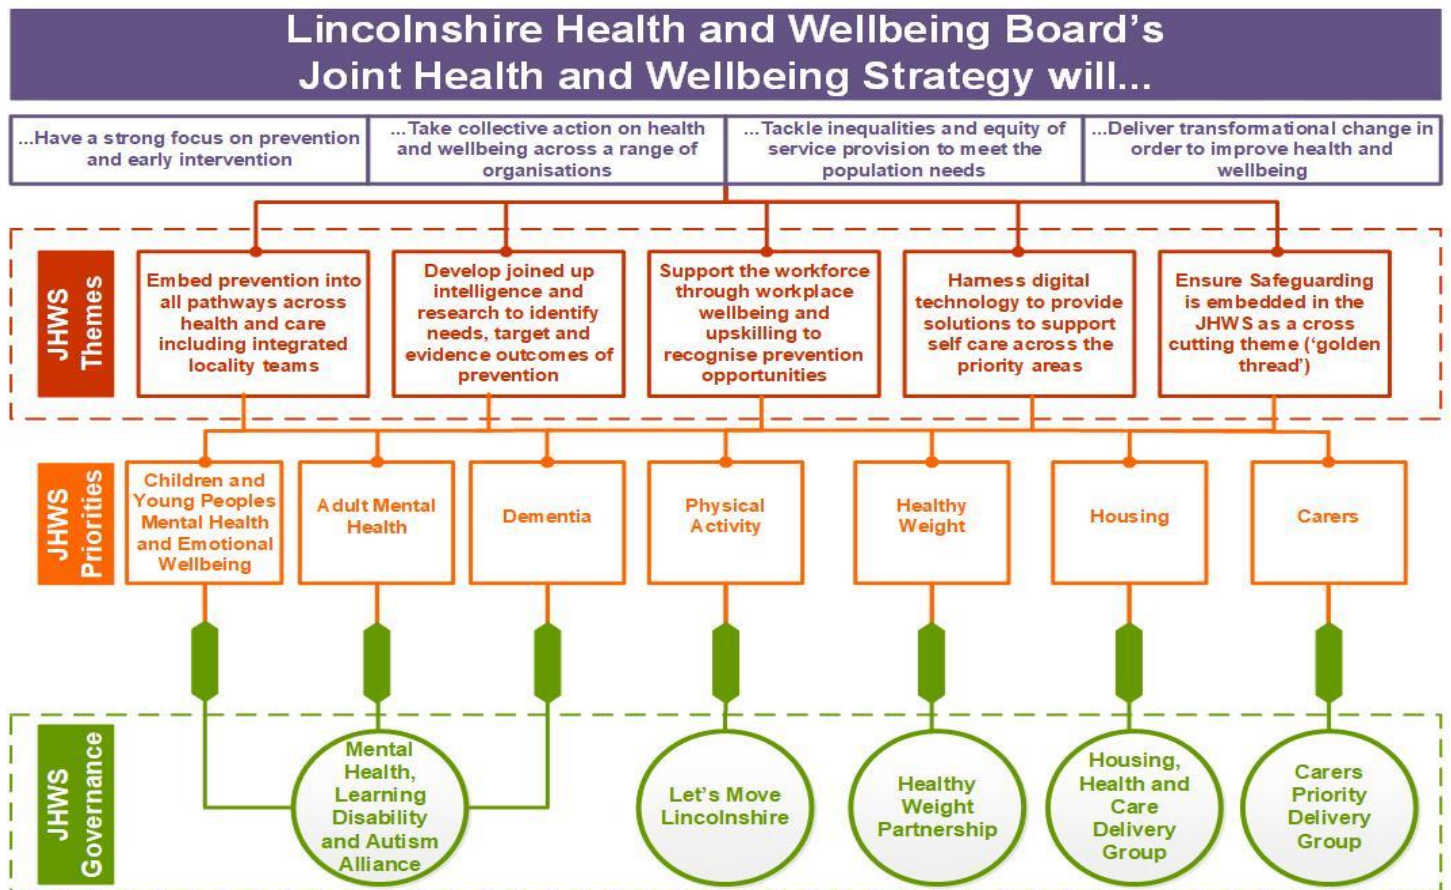 Lincolnshire Health and Wellbeing Board’s
Joint Health and Wellbeing Strategy will...
...Have a strong focus on prevention
and early intervention
...Take collective action on health
and wellbeing across a range of
organisations
...Tackle inequalities and equity of
service provision to meet the
population needs
...Deliver transformational change in
order to improve health and
wellbeing
JHWS
Themes
Embed prevention into
all pathways across
health and care
including integrated
locality teams
Develop joined up
intelligence and
research to identify
needs, target and
evidence outcomes of
prevention
Support the workforce
through workplace
wellbeing and
upskilling to
recognise prevention
opportunities
Harness digital
technology to provide
solutions to support
self care across the
priority areas
Ensure Safeguarding
is embedded in the
JHWS as a cross
cutting theme (‘golden
thread’)
JHWS
Priorities
Children and
Young Peoples
Mental Health
and Emotional
Wellbeing
Adult Mental
Health
Dementia
Physical
Activity
Healthy
Weight
Housing
Carers
JHWS
Governance
Mental
Health,
Learning
Disability
and Autism
Alliance
Let’s Move
Lincolnshire
Healthy
Weight
Partnership
Housing,
Health and
Care
Delivery
Group
Carers
Priority
Delivery
Group